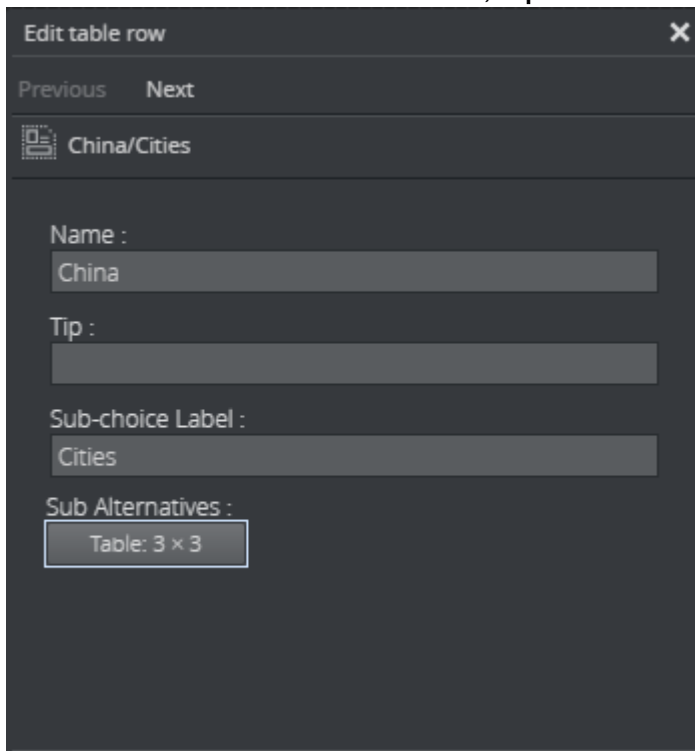 Edit table row
Previous Next
China/Cities
Name :
China
Tip :
Sub-choice Label :
Cities
Sub Alternatives :
Table: 3 × 3